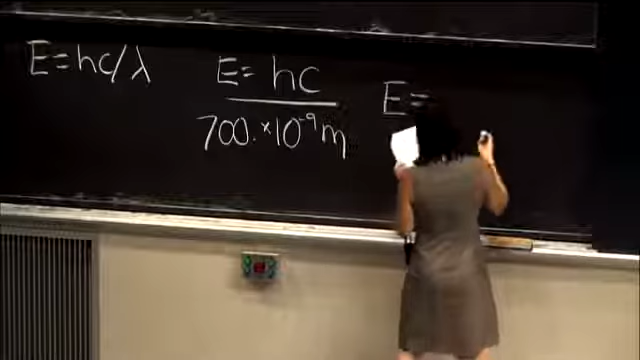 E=hc/λ
E= hc
700.×10⁻⁹m
E=